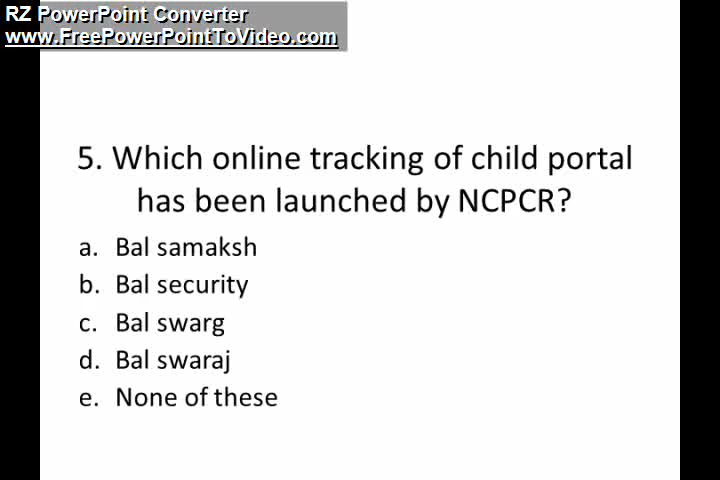 RZ PowerPoint Converter
www.FreePowerPointToVideo.com
5. Which online tracking of child portal
has been launched by NCPCR?
a. Bal samaksh
b. Bal security
c. Bal swarg
d. Bal swaraj
e. None of these